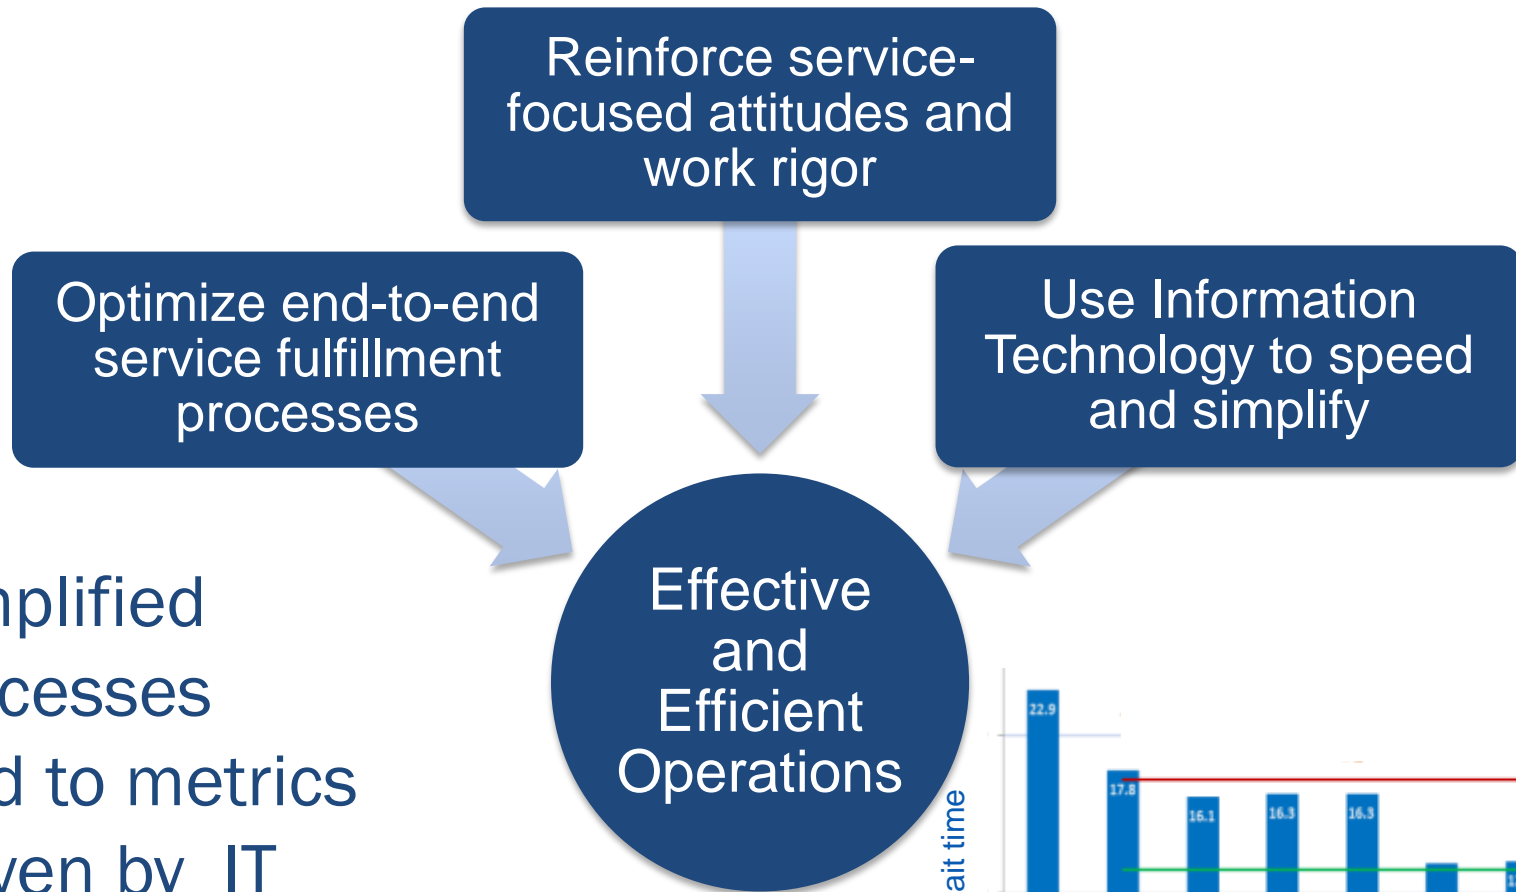 Reinforce service-
focused attitudes and
work rigor
Optimize end-to-end
service fulfillment
processes
Use Information
Technology to speed
and simplify
Effective
and
Efficient
Operations
nplified
cesses
d to metrics
ven by IT
ait time
22.9
17.8
16.1
16.3
16.3